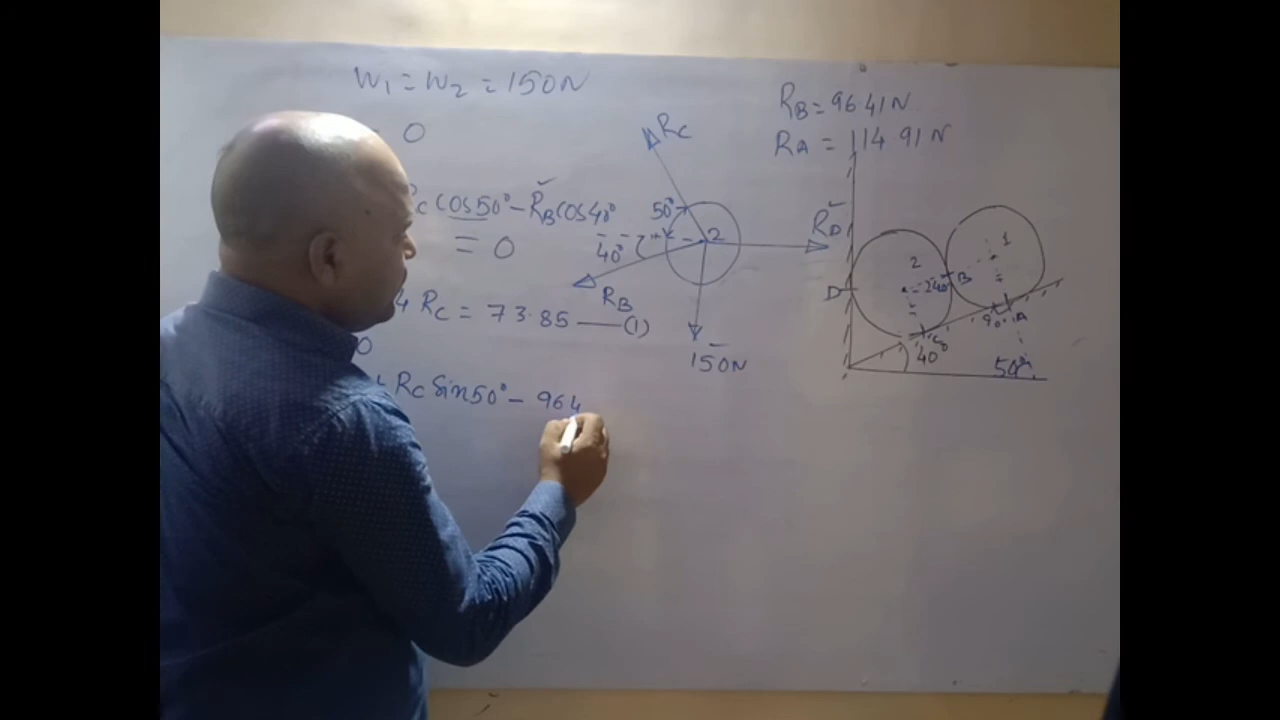 W1 = W2 = 150N
0
Rc cos50° - RB cos40°
= 0
Rc = 73.85 —(1)
0
Rc Sin50° - 964
Rc
50°
2
40°
RB
RD
150N
RB = 96.41N
RA = 114.91N
1
2
B
D
40°
C
90°
A
40°
50°